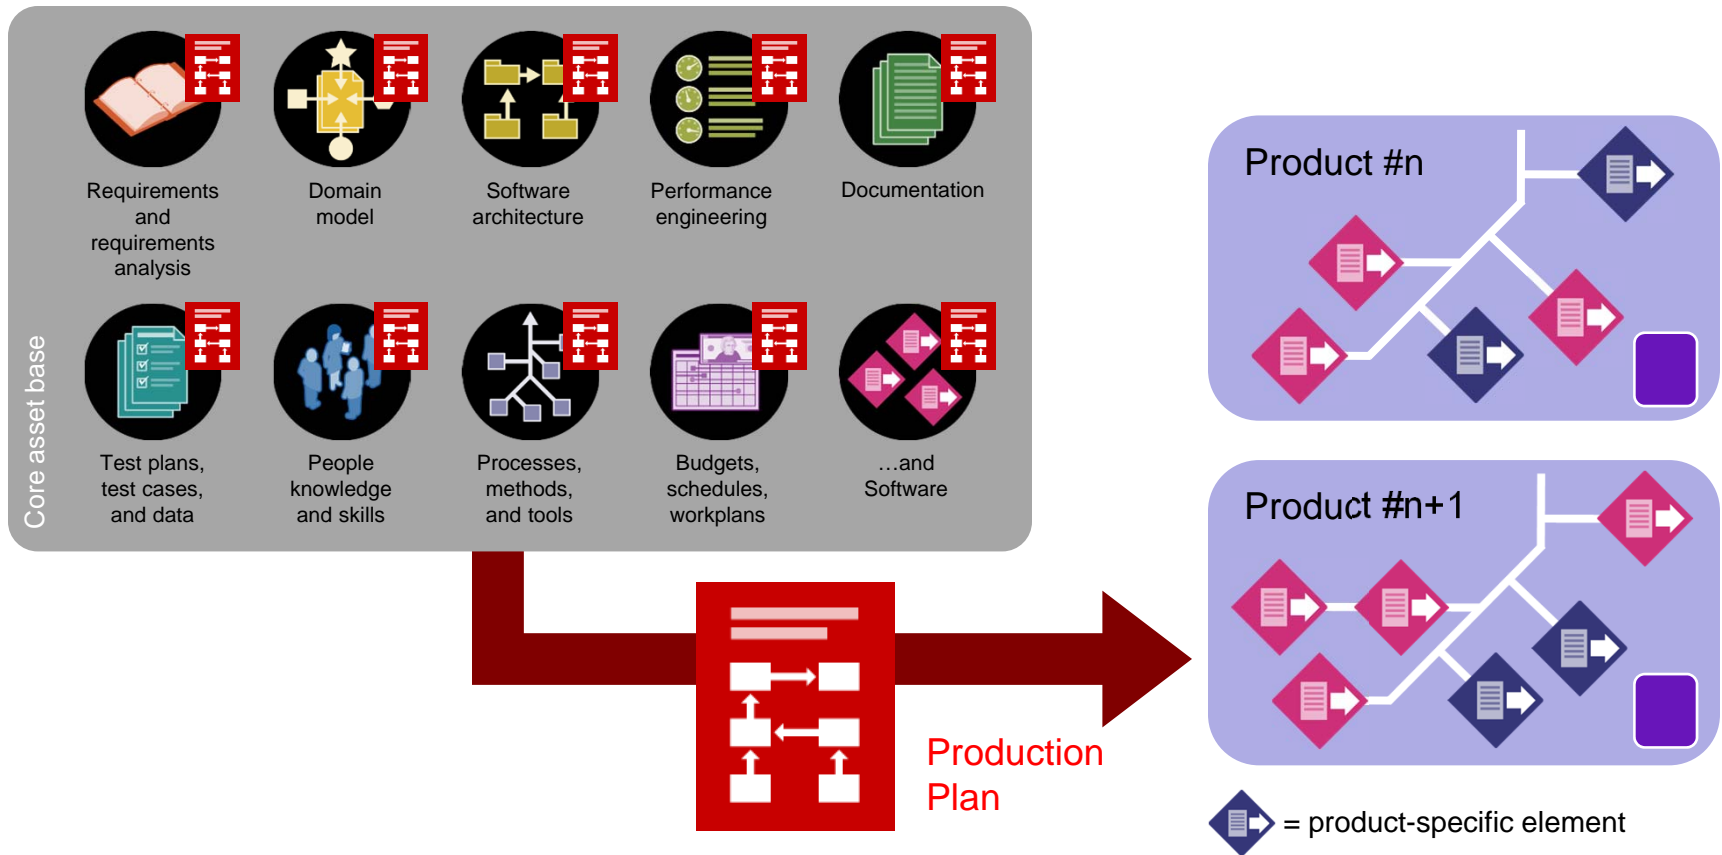 Core asset base
Requirements
and
requirements
analysis
Domain
model
Software
architecture
Performance
engineering
Documentation
Test plans,
test cases,
and data
People
knowledge
and skills
Processes,
methods,
and tools
Budgets,
schedules,
workplans
…and
Software
Production
Plan
Product #n
Product #n+1
= product-specific element